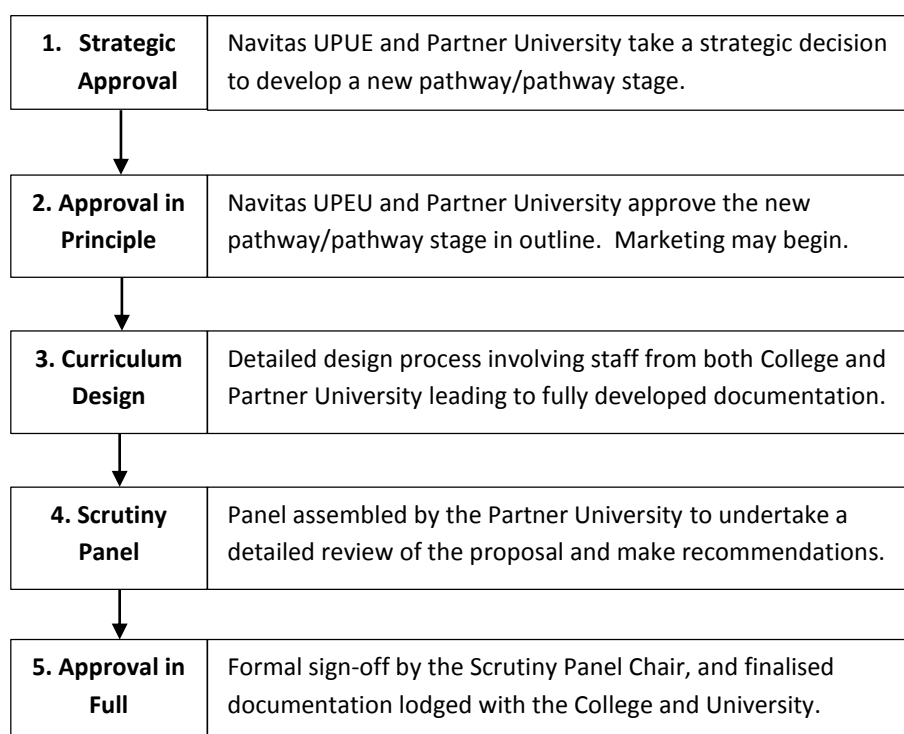 1. Strategic Approval
Navitas UPUE and Partner University take a strategic decision
to develop a new pathway/pathway stage.
2. Approval in Principle
Navitas UPEU and Partner University approve the new
pathway/pathway stage in outline. Marketing may begin.
3. Curriculum Design
Detailed design process involving staff from both College and
Partner University leading to fully developed documentation.
4. Scrutiny Panel
Panel assembled by the Partner University to undertake a
detailed review of the proposal and make recommendations.
5. Approval in Full
Formal sign-off by the Scrutiny Panel Chair, and finalised
documentation lodged with the College and University.